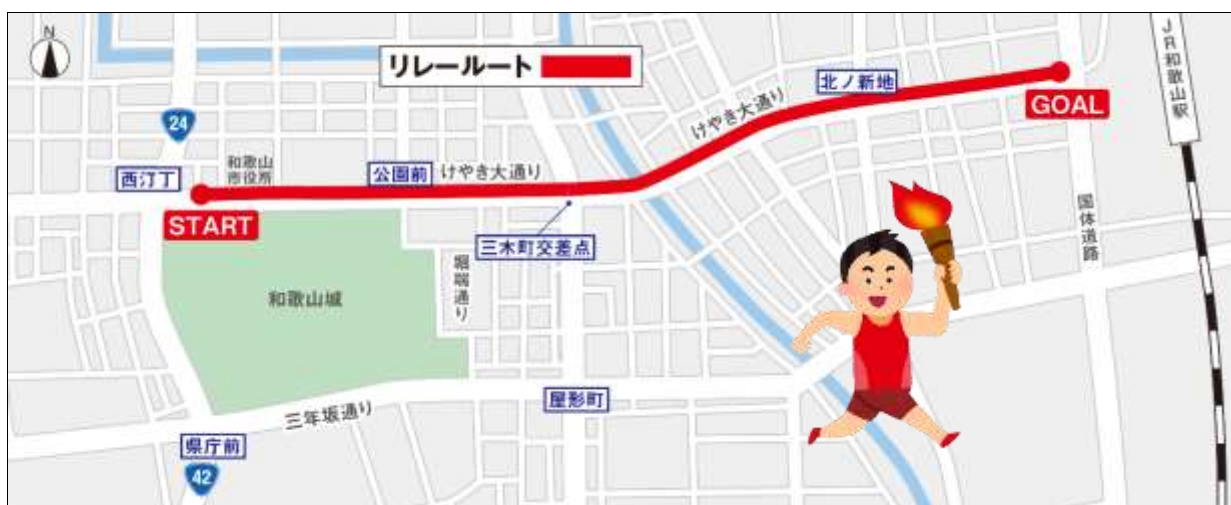 N
リレールート
JR和歌山駅
24
北ノ新地
けやき大通り
GOAL
西汀丁
和歌山
市役所
公園前
けやき大通り
START
三木町交差点
国体道路
堀端通り
和歌山城
屋形町
三年坂通り
県庁前
42